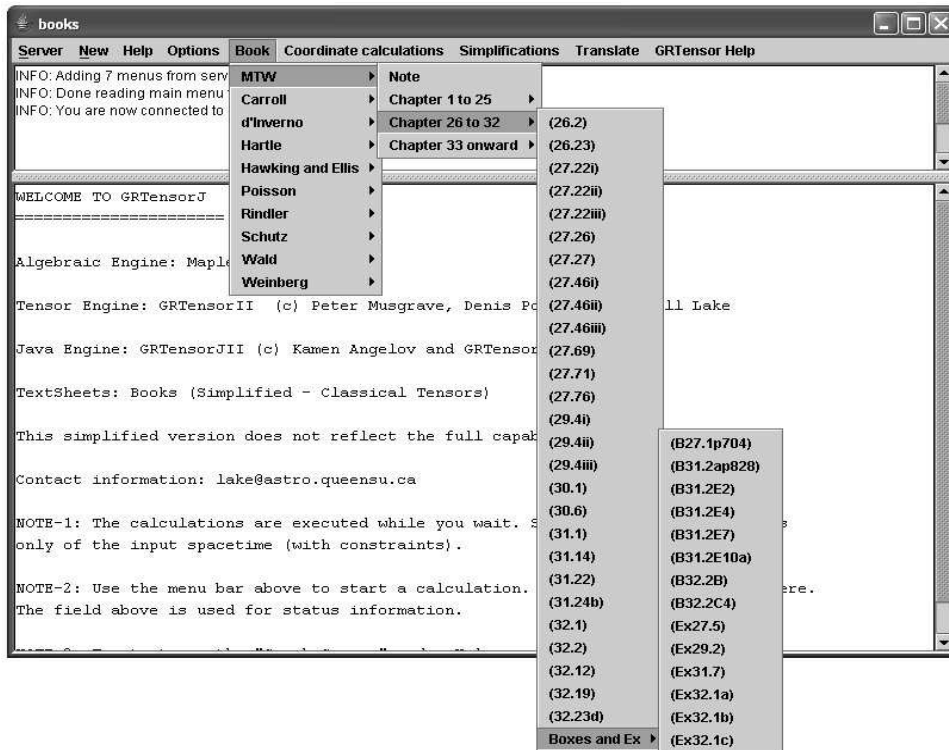 books
Server New Help Options Book Coordinate calculations Simplifications Translate GRTensor Help
INFO: Adding 7 menus from serv
INFO: Done reading main menu
INFO: You are now connected to
MTW
Carroll
d'Inverno
Hartle
Hawking and Ellis
Poisson
Rindler
Schutz
Wald
Weinberg
Note
Chapter 1 to 25
Chapter 26 to 32
Chapter 33 onward
(26.2)
(26.23)
(27.22i)
(27.22ii)
(27.22iii)
(27.26)
(27.27)
(27.46i)
(27.46ii)
(27.46iii)
(27.69)
(27.71)
(27.76)
(29.4i)
(29.4ii)
(29.4iii)
(30.1)
(30.6)
(31.1)
(31.14)
(31.22)
(31.24b)
(32.1)
(32.2)
(32.12)
(32.19)
(32.23d)
Boxes and Ex
(B27.1p704)
(B31.2ap828)
(B31.2E2)
(B31.2E4)
(B31.2E7)
(B31.2E10a)
(B32.2B)
(B32.2C4)
(Ex27.5)
(Ex29.2)
(Ex31.7)
(Ex32.1a)
(Ex32.1b)
(Ex32.1c)
WELCOME TO GRTensorJ
======================
Algebraic Engine: Maple
Tensor Engine: GRTensorII (c) Peter Musgrave, Denis Po ll Lake
Java Engine: GRTensorJII (c) Kamen Angelov and GRTensor
TextSheets: Books (Simplified - Classical Tensors)
This simplified version does not reflect the full capab
Contact information: lake@astro.queensu.ca
NOTE-1: The calculations are executed while you wait. S s
only of the input spacetime (with constraints).
NOTE-2: Use the menu bar above to start a calculation. ere.
The field above is used for status information.